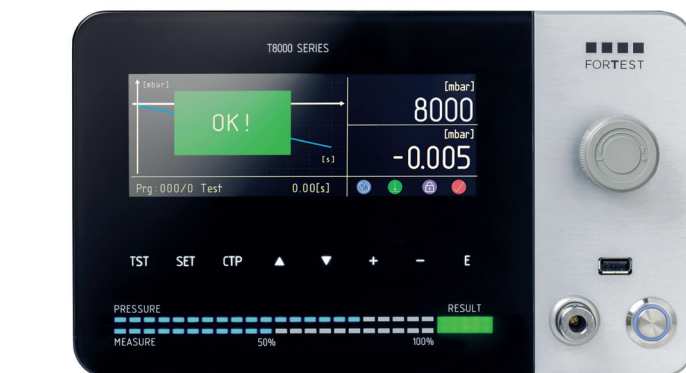 T8000 SERIES
FORTEST
[mbar]
[mbar]
8000
OK!
[mbar]
-0.005
[s]
Prg:000/0 Test 0.00[s]
TST SET CTP ▲ ▼ + - E
PRESSURE
RESULT
MEASURE 50% 100%